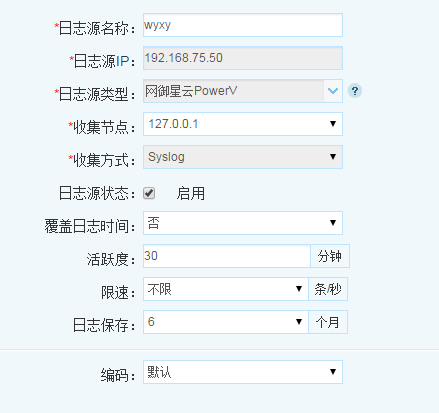 *日志源名称： wyxy
*日志源IP： 192.168.75.50
*日志源类型： 网御星云PowerV ?
*收集节点： 127.0.0.1
*收集方式： Syslog
日志源状态： 启用
覆盖日志时间： 否
活跃度： 30 分钟
限速： 不限 条/秒
日志保存： 6 个月
编码： 默认